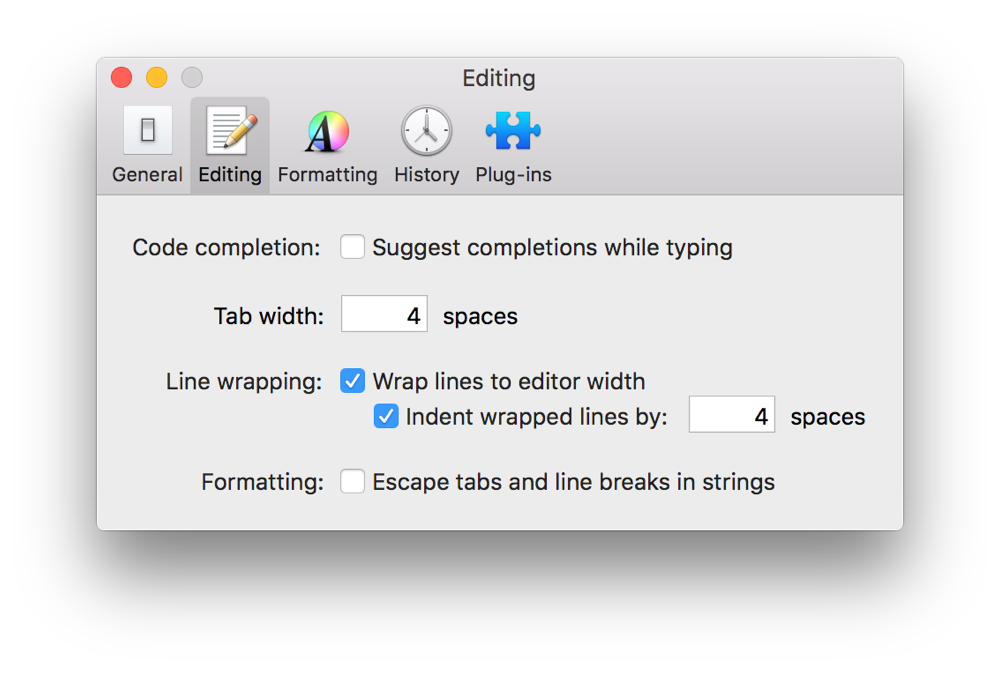 Editing
General Editing Formatting History Plug-ins
Code completion: Suggest completions while typing
Tab width: 4 spaces
Line wrapping: Wrap lines to editor width
Indent wrapped lines by: 4 spaces
Formatting: Escape tabs and line breaks in strings